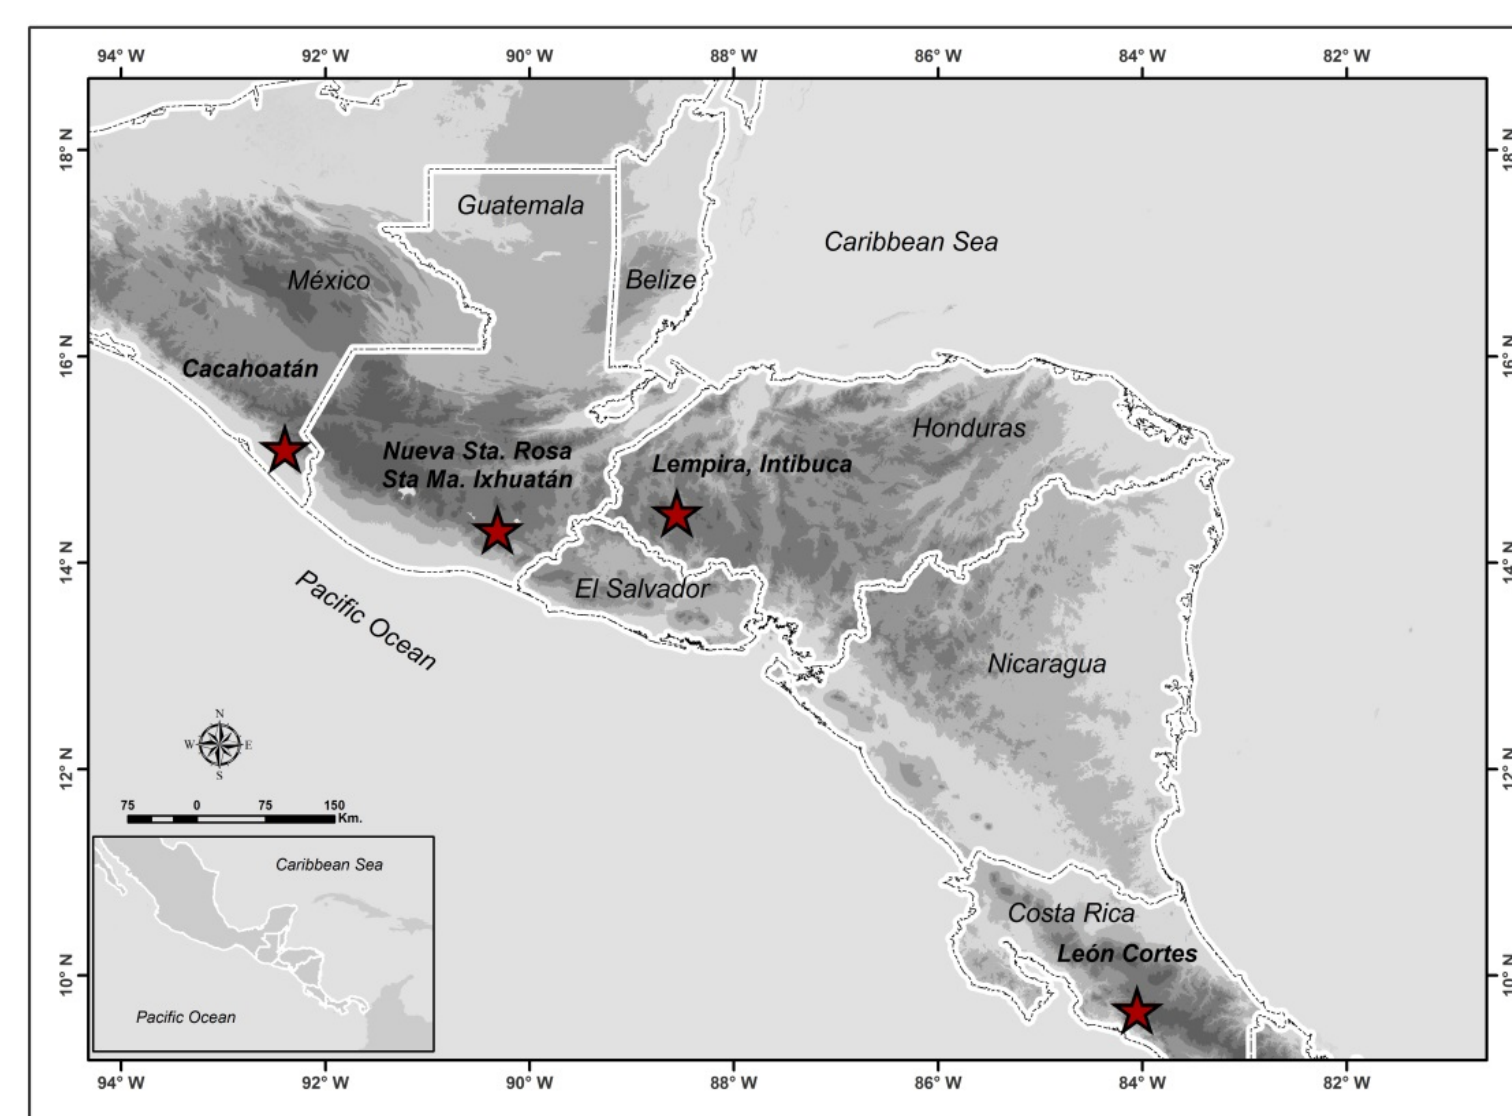 94° W 92° W 90° W 88° W 86° W 84° W 82° W
18° N
18° N
Guatemala
Caribbean Sea
México
Belize
16° N
16° N
Cacahoatán
Honduras
Nueva Sta. Rosa
Sta Ma. Ixhuatán
Lempira, Intibuca
14° N
14° N
El Salvador
Pacific Ocean
Nicaragua
N
W E
S
12° N
12° N
75 0 75 150
Km.
Caribbean Sea
Pacific Ocean
Costa Rica
León Cortes
10° N
10° N
94° W 92° W 90° W 88° W 86° W 84° W 82° W